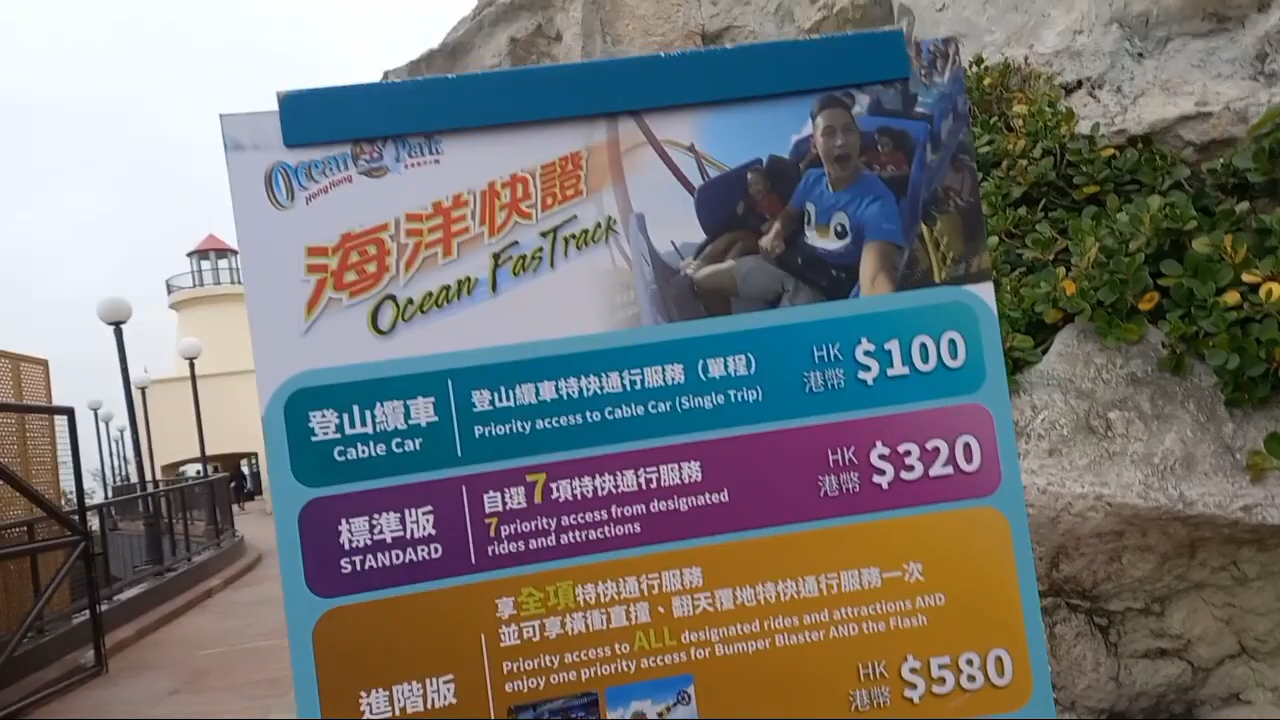 Ocean Park
Hong Kong
海洋快證
Ocean FasTrack
登山纜車
Cable Car
登山纜車特快通行服務（單程）
Priority access to Cable Car (Single Trip)
HK
港幣 $100
標準版
STANDARD
自選7項特快通行服務
7 priority access from designated
rides and attractions
HK
港幣 $320
進階版
享全項特快通行服務
並可享橫衝直撞、翻天覆地特快通行服務一次
Priority access to ALL designated rides and attractions AND
enjoy one priority access for Bumper Blaster AND the Flash
HK
港幣 $580